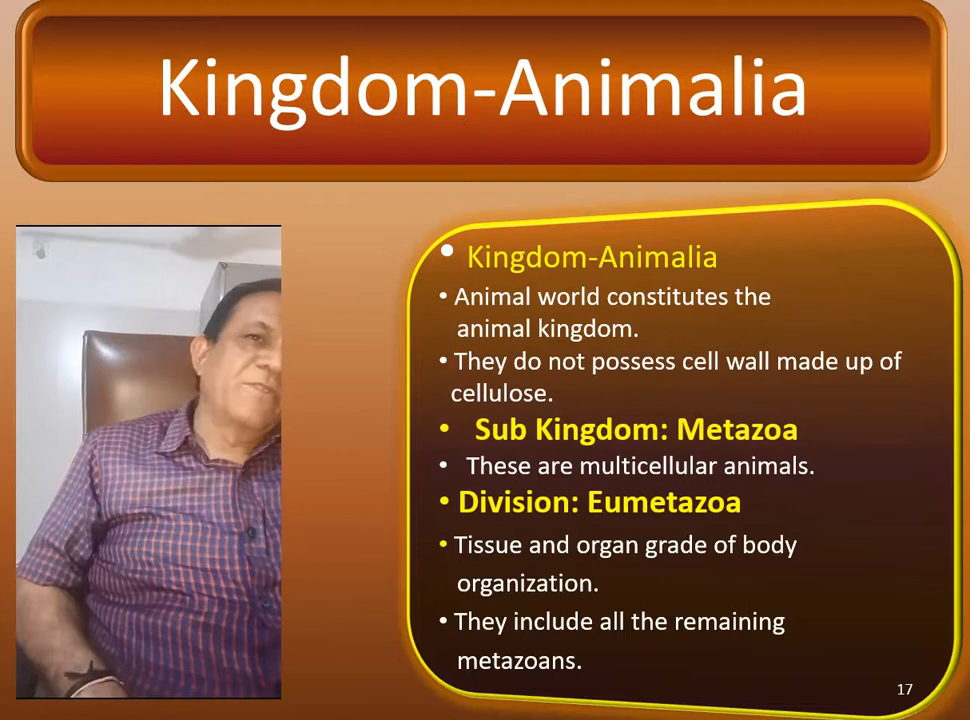 Kingdom-Animalia
• Kingdom-Animalia
• Animal world constitutes the
animal kingdom.
• They do not possess cell wall made up of
cellulose.
• Sub Kingdom: Metazoa
• These are multicellular animals.
• Division: Eumetazoa
• Tissue and organ grade of body
organization.
• They include all the remaining
metazoans.
17